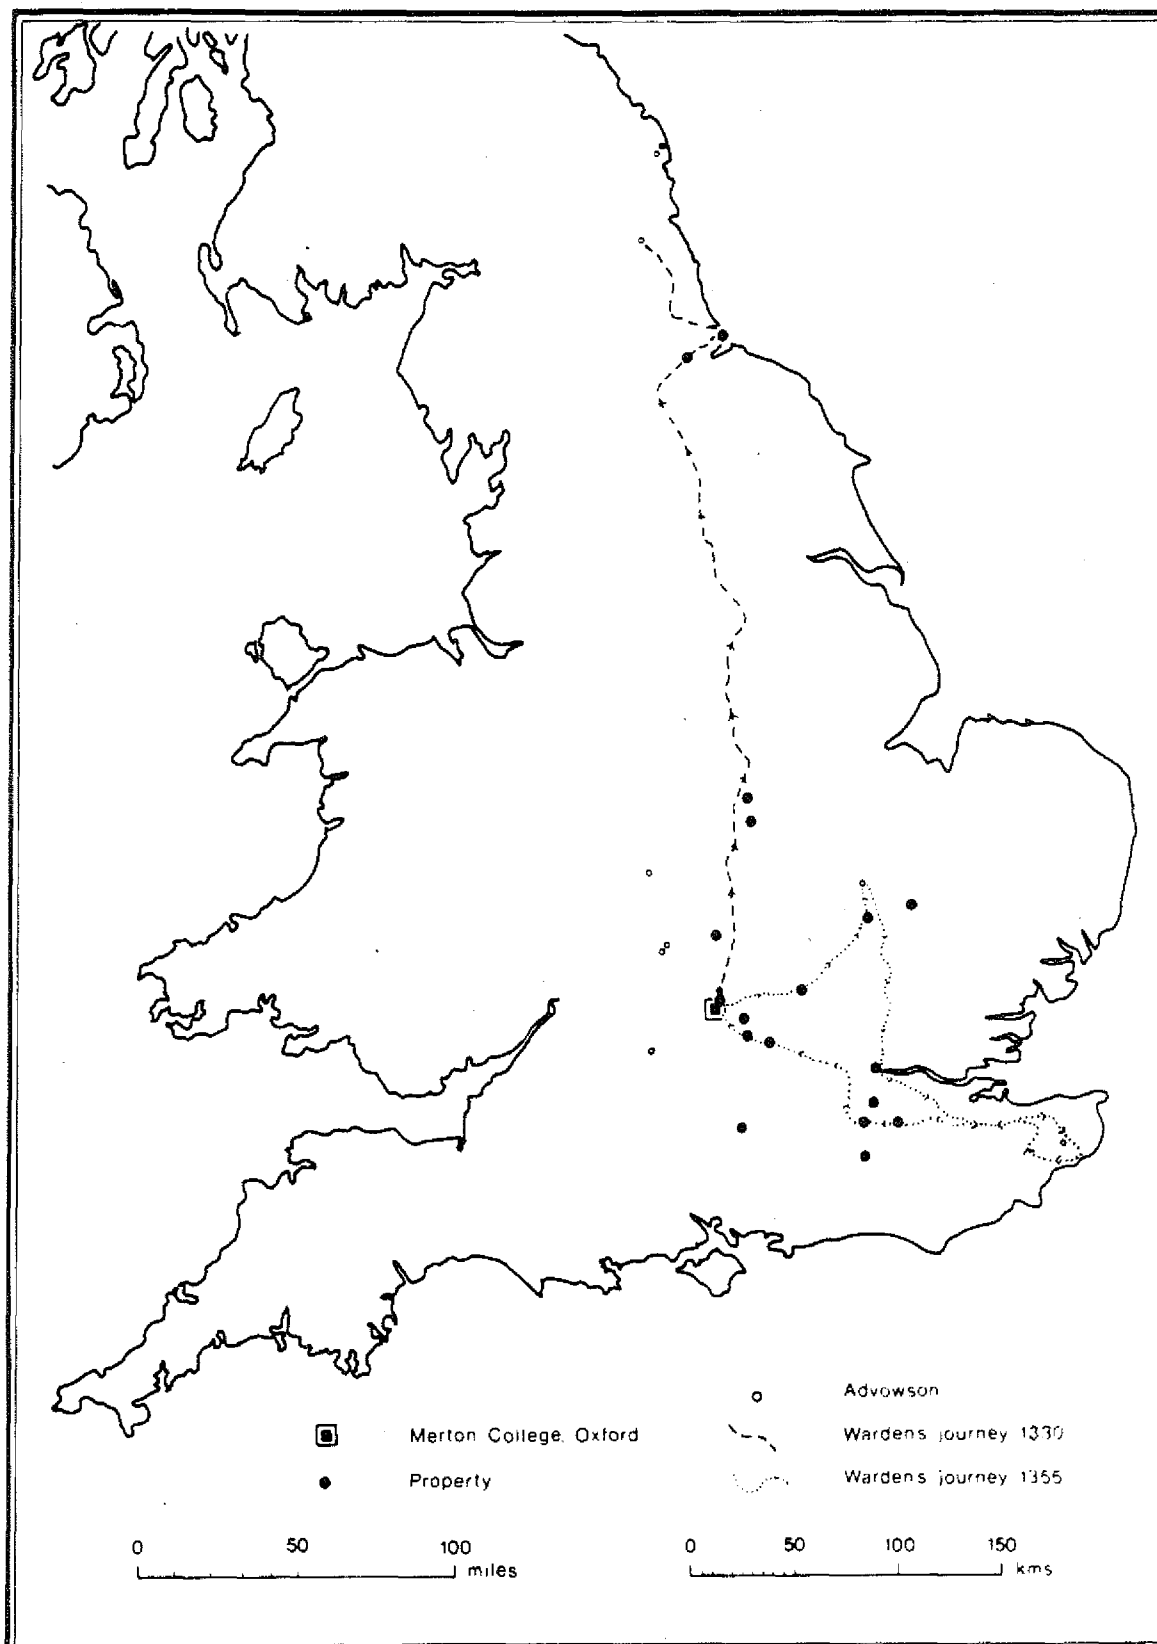 Advowson
Merton College, Oxford
Wardens journey 1330
Property
Wardens journey 1355
0 50 100 miles
0 50 100 150 kms